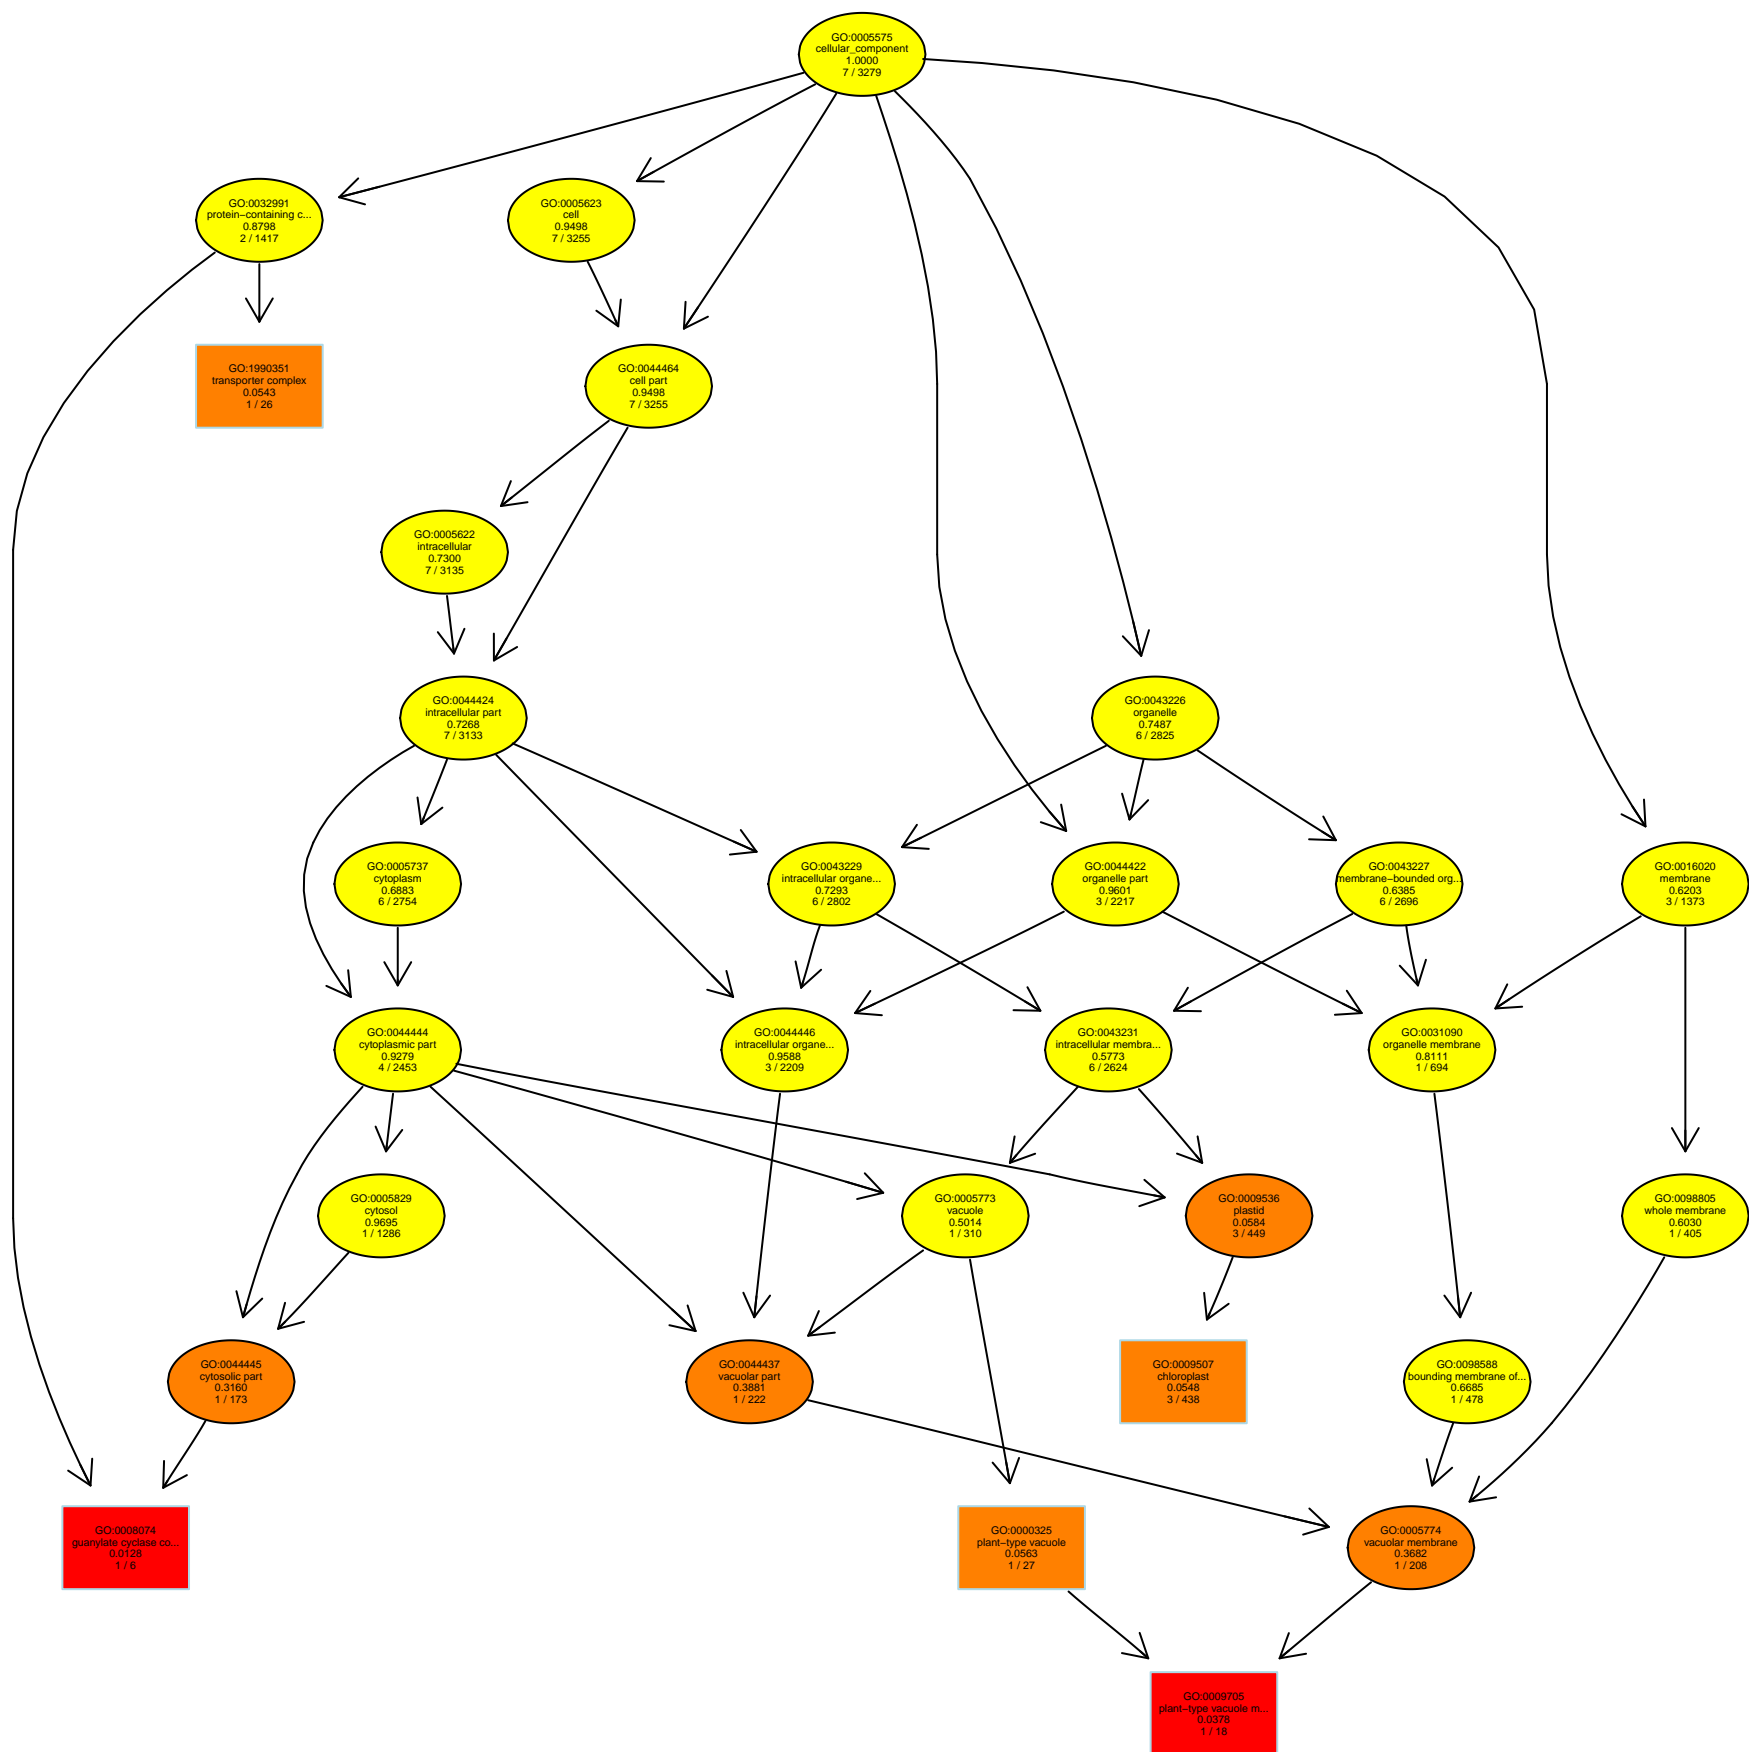 GO:0005575
cellular_component
1.0000
7 / 3279
GO:0032991
protein−containing c...
0.8798
2 / 1417
GO:0005623
cell
0.9498
7 / 3255
GO:1990351
transporter complex
0.0543
1 / 26
GO:0044464
cell part
0.9498
7 / 3255
GO:0005622
intracellular
0.7300
7 / 3135
GO:0044424
intracellular part
0.7268
7 / 3133
GO:0043226
organelle
0.7487
6 / 2825
GO:0005737
cytoplasm
0.6883
6 / 2754
GO:0043229
intracellular organe...
0.7293
6 / 2802
GO:0044422
organelle part
0.9601
3 / 2217
GO:0043227
membrane−bounded org...
0.6385
6 / 2696
GO:0016020
membrane
0.6203
3 / 1373
GO:0044444
cytoplasmic part
0.9279
4 / 2453
GO:0044446
intracellular organe...
0.9588
3 / 2209
GO:0043231
intracellular membra...
0.5773
6 / 2624
GO:0031090
organelle membrane
0.8111
1 / 694
GO:0005829
cytosol
0.9695
1 / 1286
GO:0005773
vacuole
0.5014
1 / 310
GO:0009536
plastid
0.0584
3 / 449
GO:0098805
whole membrane
0.6030
1 / 405
GO:0044445
cytosolic part
0.3160
1 / 173
GO:0044437
vacuolar part
0.3881
1 / 222
GO:0009507
chloroplast
0.0548
3 / 438
GO:0098588
bounding membrane of...
0.6685
1 / 478
GO:0008074
guanylate cyclase co...
0.0128
1 / 6
GO:0000325
plant−type vacuole
0.0563
1 / 27
GO:0005774
vacuolar membrane
0.3682
1 / 208
GO:0009705
plant−type vacuole m...
0.0378
1 / 18